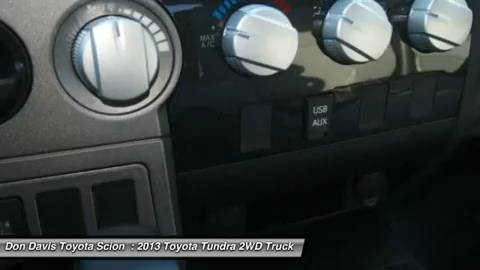 MAX
A/C
USB
AUX
Don Davis Toyota Scion : 2013 Toyota Tundra 2WD Truck